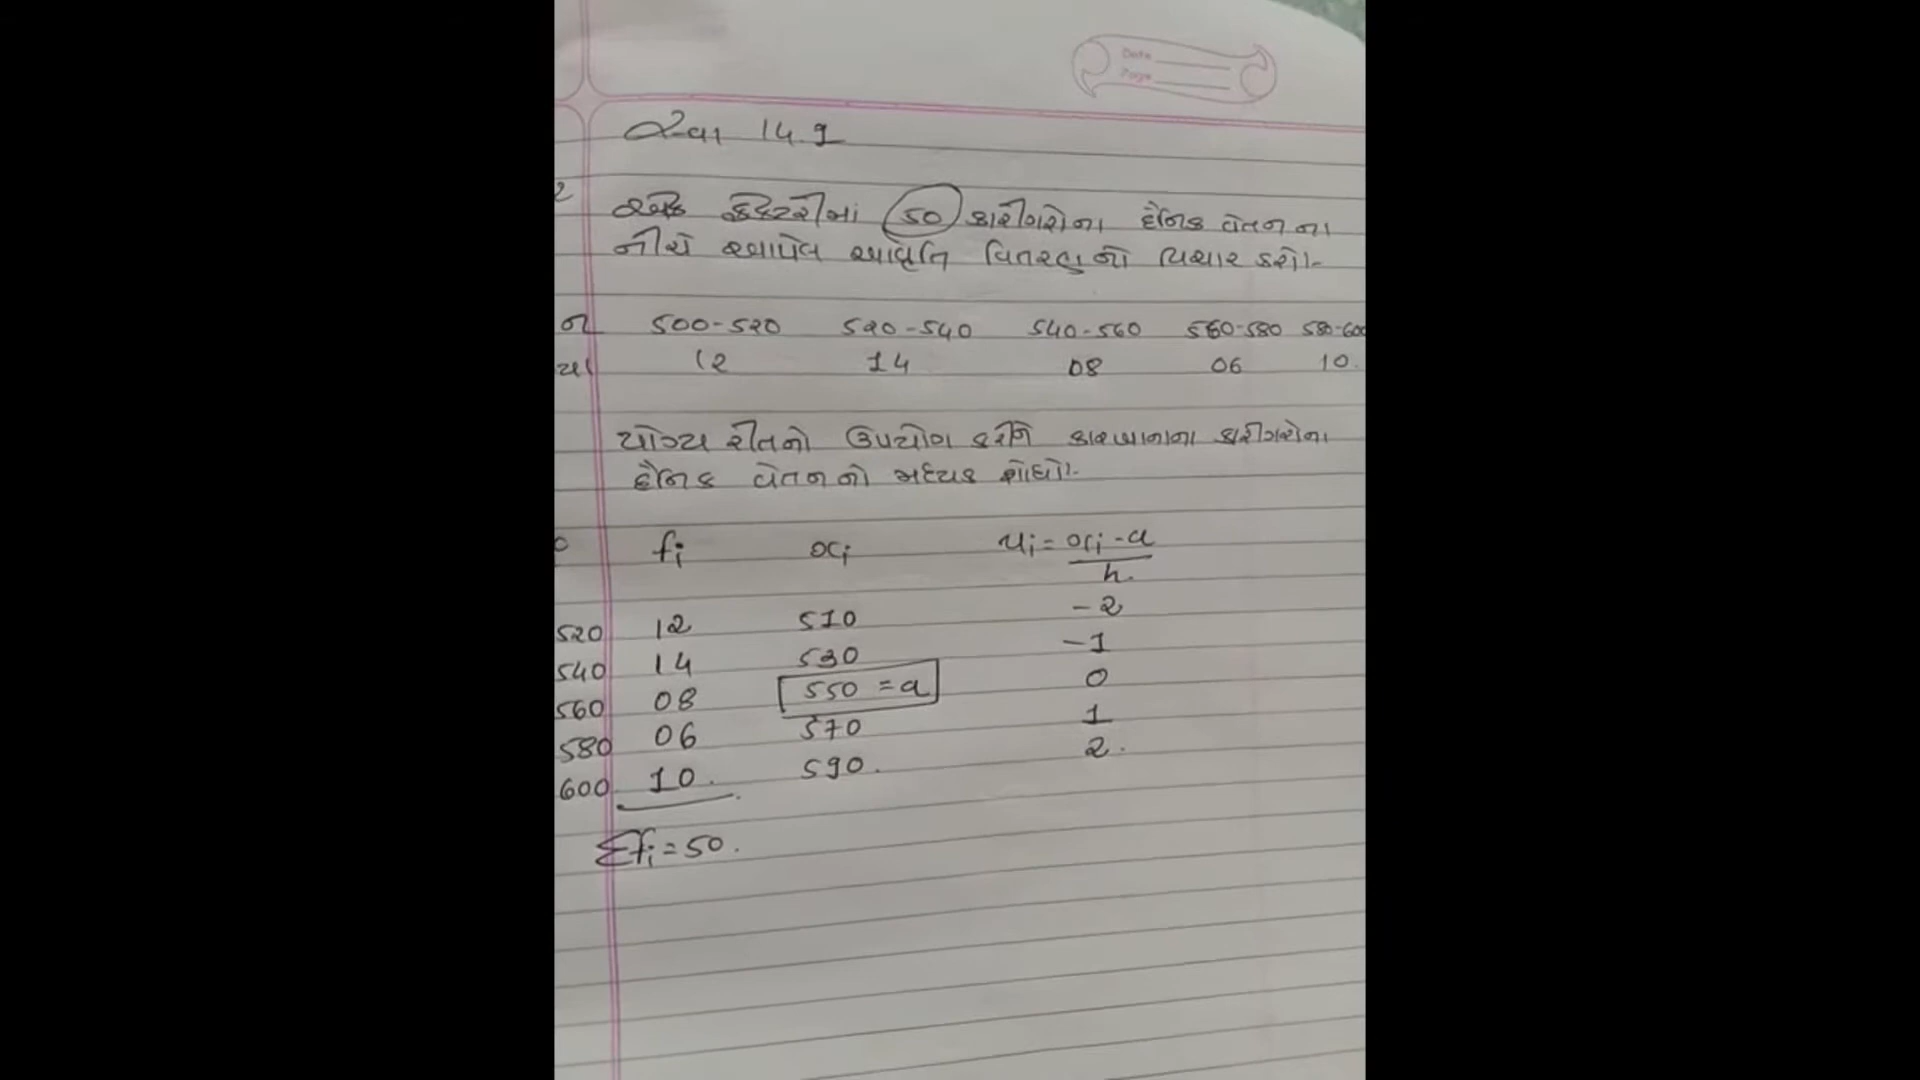 Date
Page
સ્વા 14.1
2 એક ફેક્ટરીનાં 50 કારીગરોના દૈનિક વેતનના
નીચે આપેલ આવૃત્તિ વિતરણનો વિચાર કરો:-
ન 500-520 520-540 540-560 560-580 580-600
યા 12 14 08 06 10.
યોગ્ય રીતનો ઉપયોગ કરીને કારખાનાના કારીગરોના
દૈનિક વેતનનો મધ્યક શોધો:-
fi xi ui = xi - a
h.
520 12 510 -2
540 14 530 -1
560 08 550 = a 0
580 06 570 1
600 10. 590. 2.
Σfi = 50.